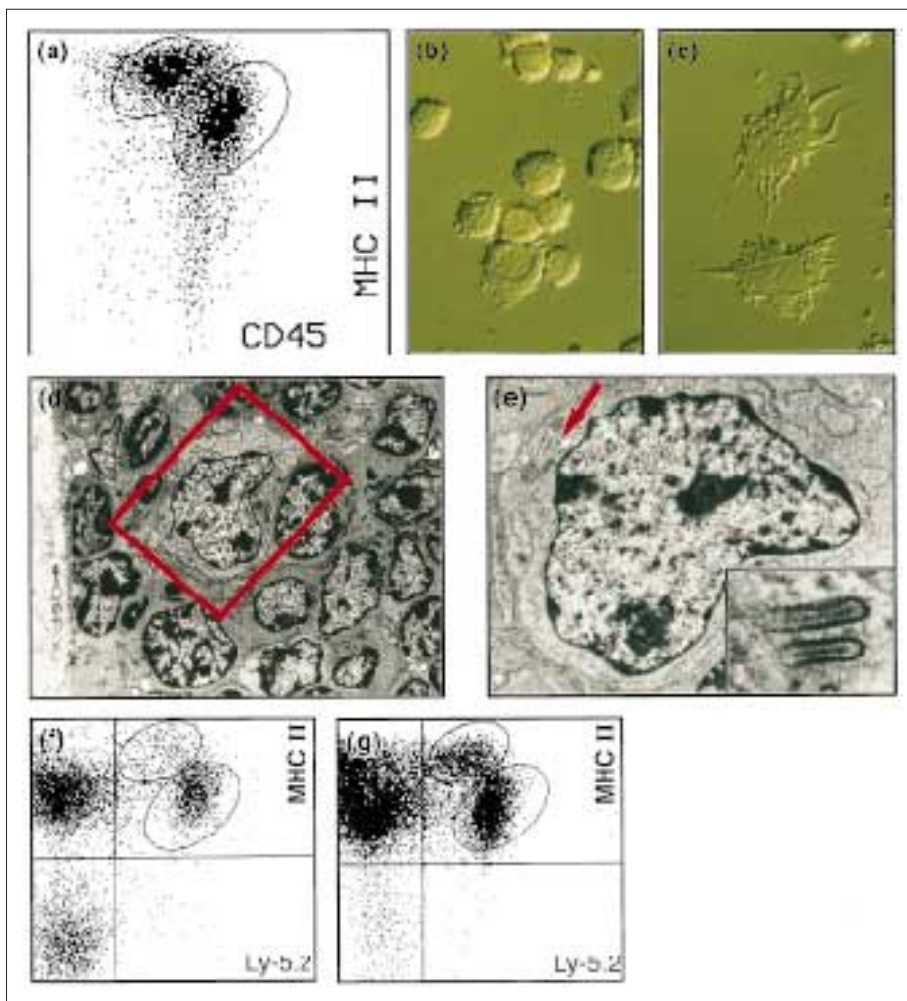 (a)
MHC II
CD45
(b)
(c)
(d)
(e)
(f)
MHC II
Ly-5.2
(g)
MHC II
Ly-5.2